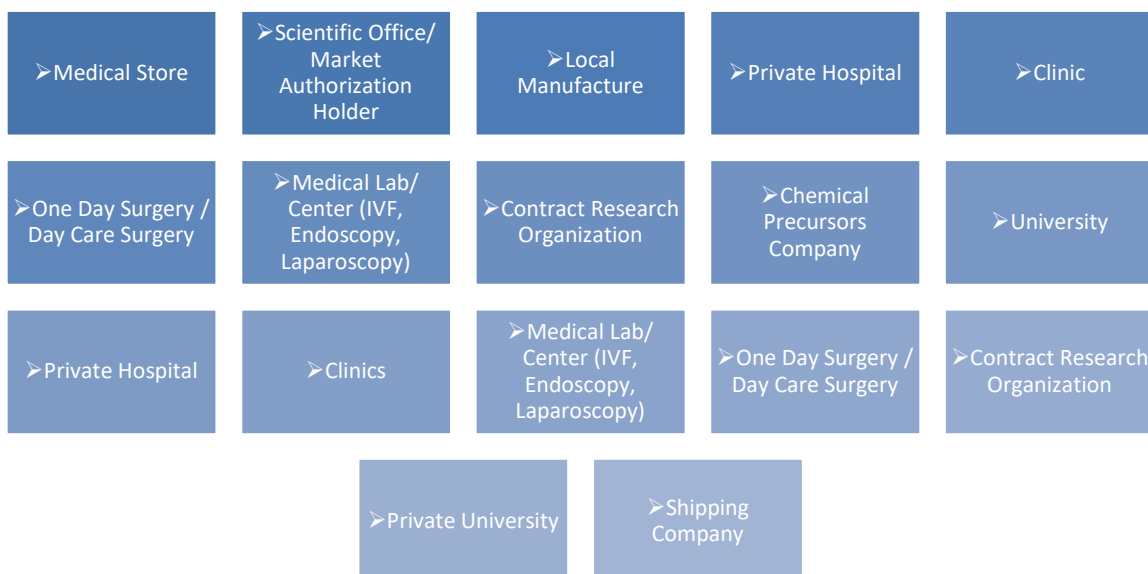 ➢Medical Store
➢Scientific Office/
Market
Authorization
Holder
➢Local
Manufacture
➢Private Hospital
➢Clinic
➢One Day Surgery /
Day Care Surgery
➢Medical Lab/
Center (IVF,
Endoscopy,
Laparoscopy)
➢Contract Research
Organization
➢Chemical
Precursors
Company
➢University
➢Private Hospital
➢Clinics
➢Medical Lab/
Center (IVF,
Endoscopy,
Laparoscopy)
➢One Day Surgery /
Day Care Surgery
➢Contract Research
Organization
➢Private University
➢Shipping
Company